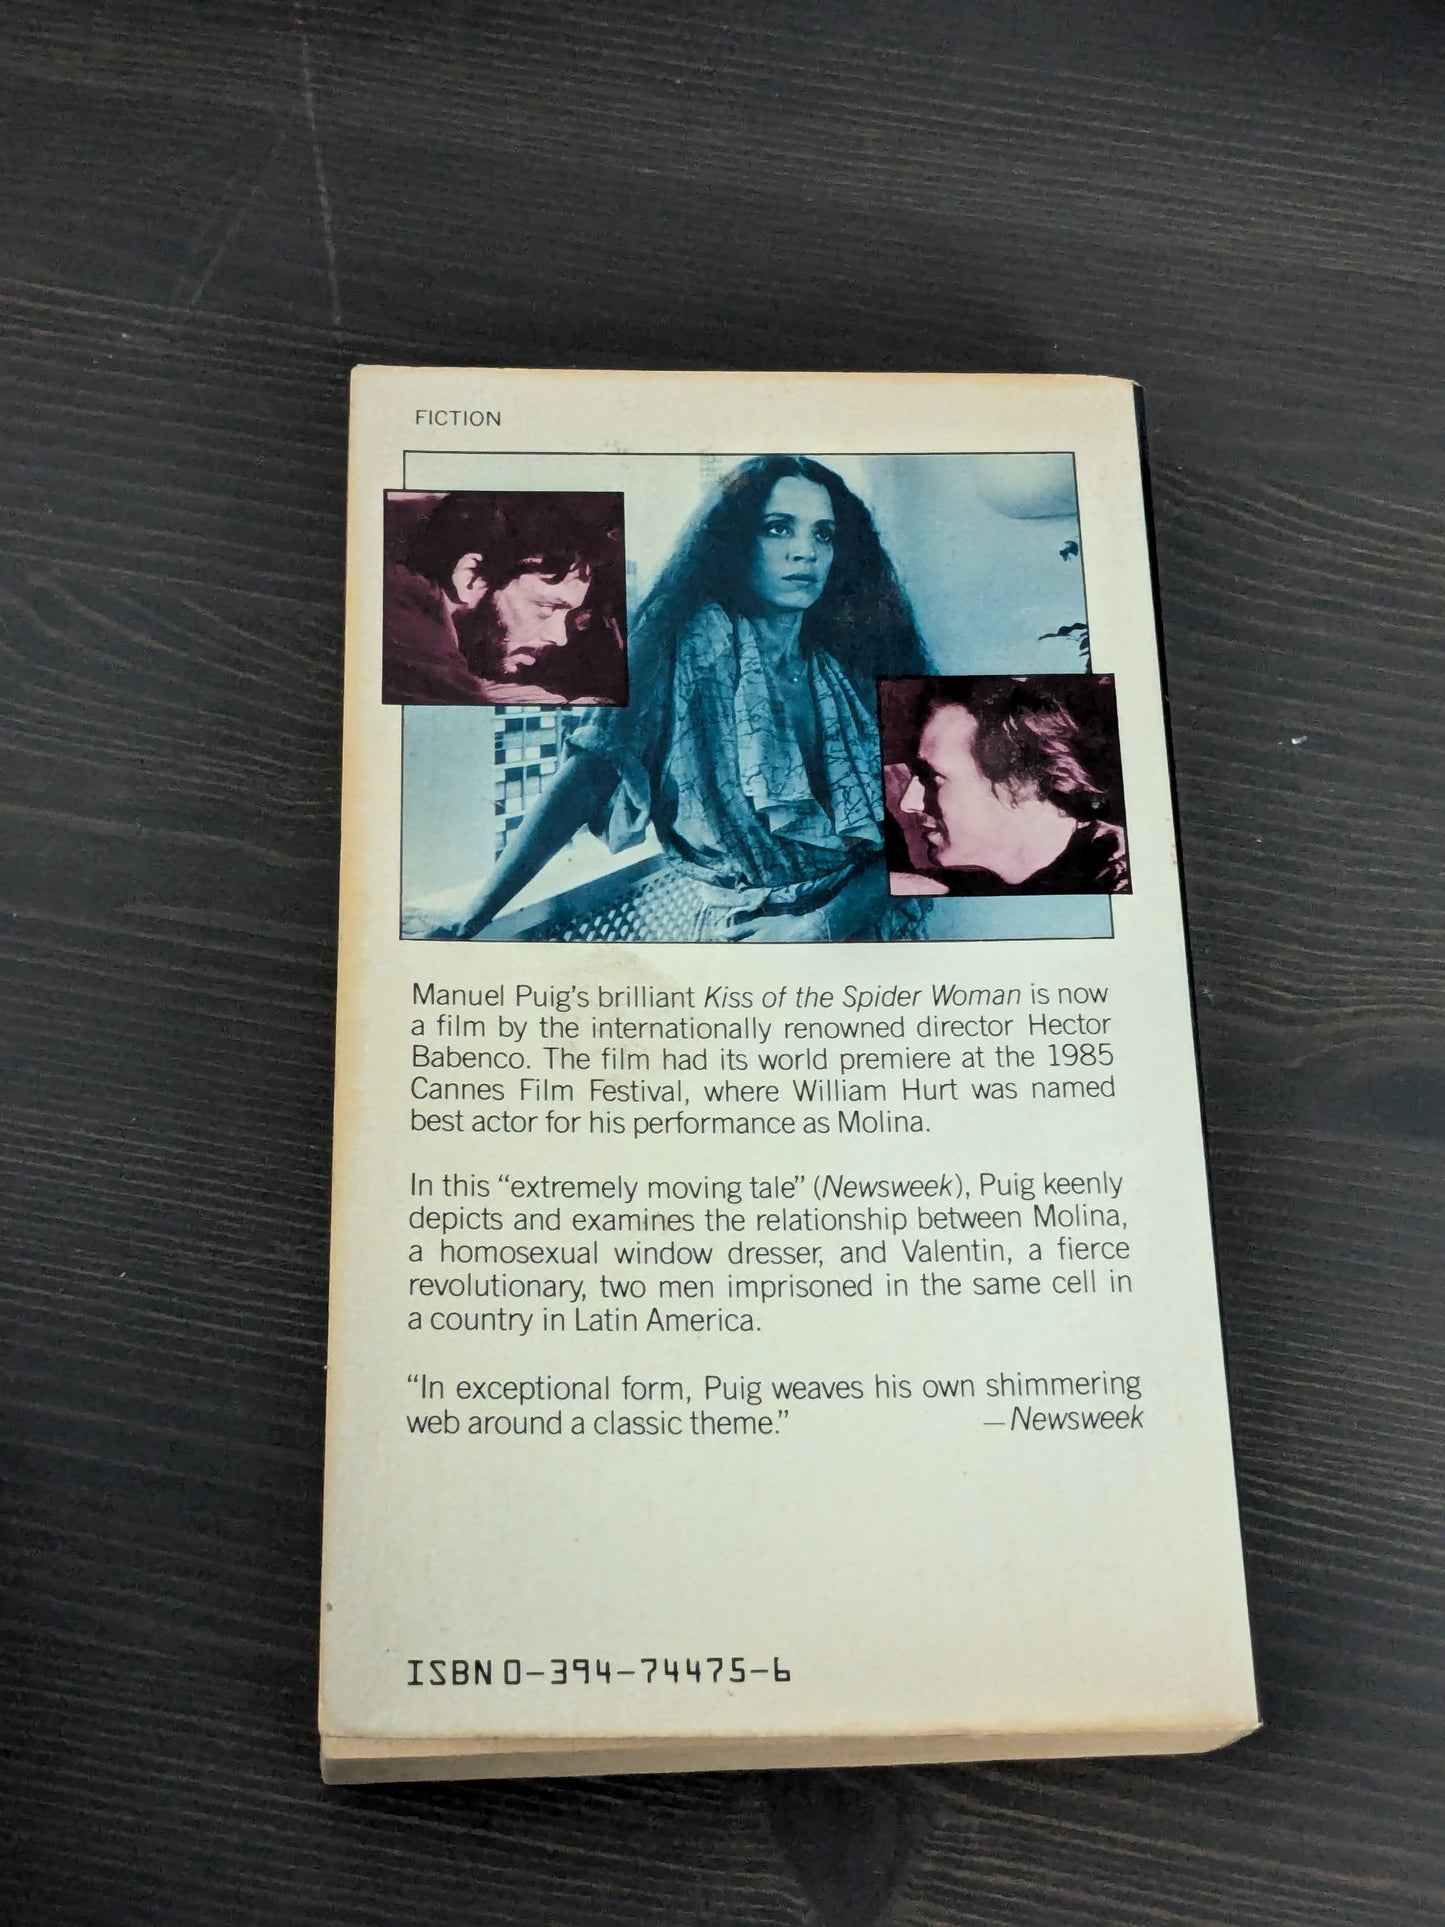 FICTION
Manuel Puig's brilliant Kiss of the Spider Woman is now
a film by the internationally renowned director Hector
Babenco. The film had its world premiere at the 1985
Cannes Film Festival, where William Hurt was named
best actor for his performance as Molina.
In this “extremely moving tale” (Newsweek), Puig keenly
depicts and examines the relationship between Molina,
a homosexual window dresser, and Valentin, a fierce
revolutionary, two men imprisoned in the same cell in
a country in Latin America.
“In exceptional form, Puig weaves his own shimmering
web around a classic theme.” —Newsweek
ISBN 0-394-74475-6